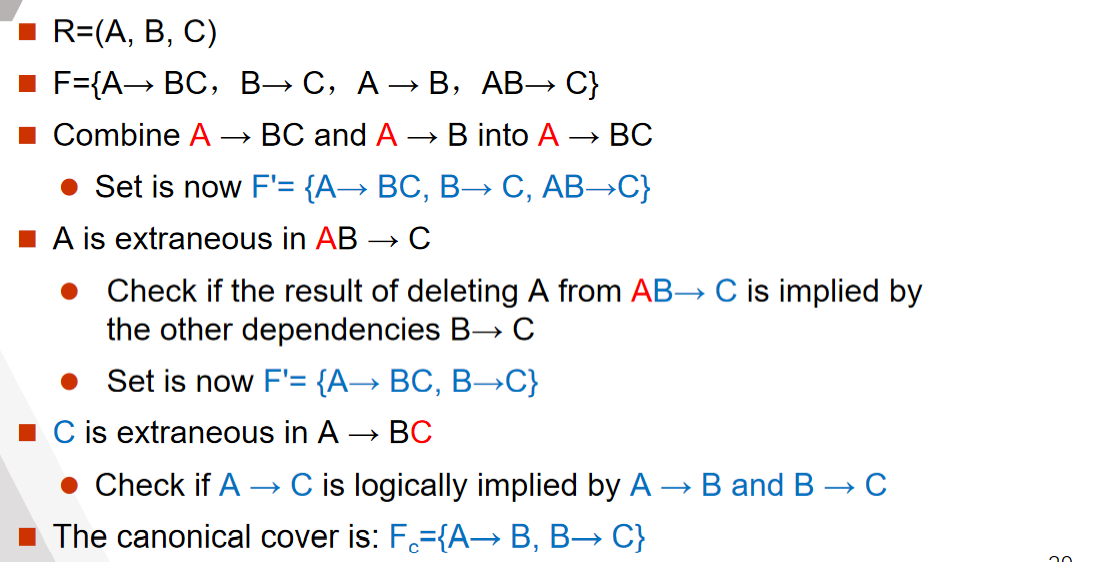 R=(A, B, C)
F={A→ BC，B→ C，A → B，AB→ C}
Combine A → BC and A → B into A → BC
Set is now F'= {A→ BC, B→ C, AB→C}
A is extraneous in AB → C
Check if the result of deleting A from AB→ C is implied by
the other dependencies B→ C
Set is now F'= {A→ BC, B→C}
C is extraneous in A → BC
Check if A → C is logically implied by A → B and B → C
The canonical cover is: Fc={A→ B, B→ C}